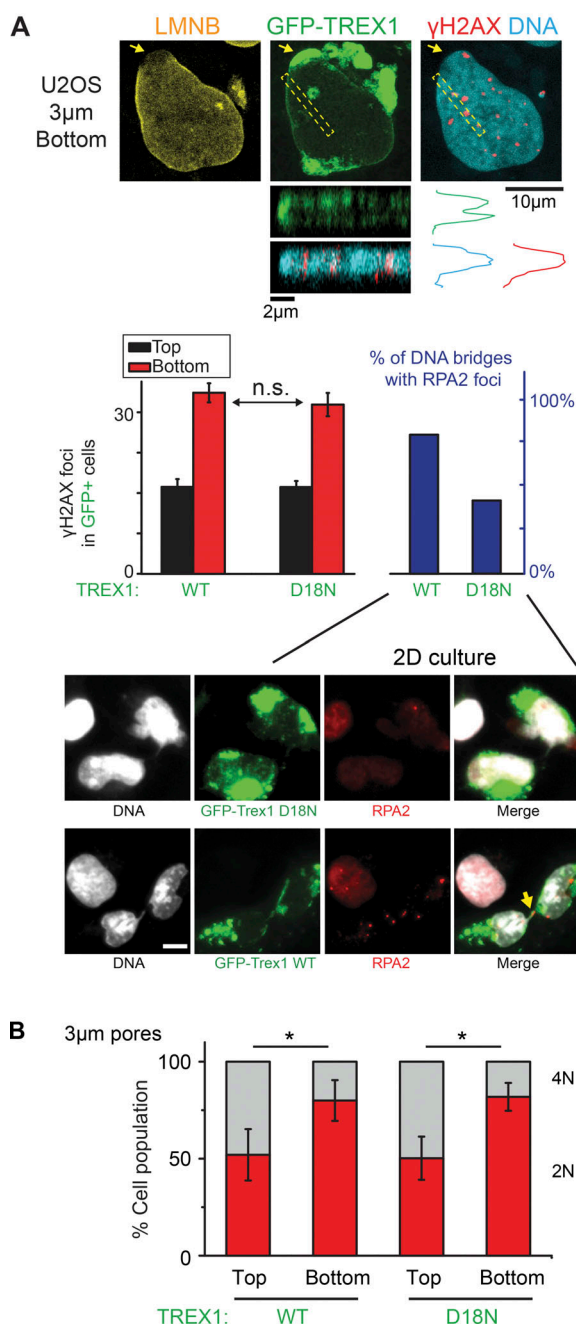 A
LMNB
GFP-TREX1
γH2AX DNA
U2OS
3µm
Bottom
10µm
2µm
Top
Bottom
n.s.
% of DNA bridges
with RPA2 foci
γH2AX foci
in GFP+ cells
30
0
100%
0%
TREX1:
WT
D18N
WT
D18N
2D culture
DNA
GFP-Trex1 D18N
RPA2
Merge
DNA
GFP-Trex1 WT
RPA2
Merge
B
3µm pores
*
*
% Cell population
100
50
0
4N
2N
Top
Bottom
Top
Bottom
TREX1:
WT
D18N